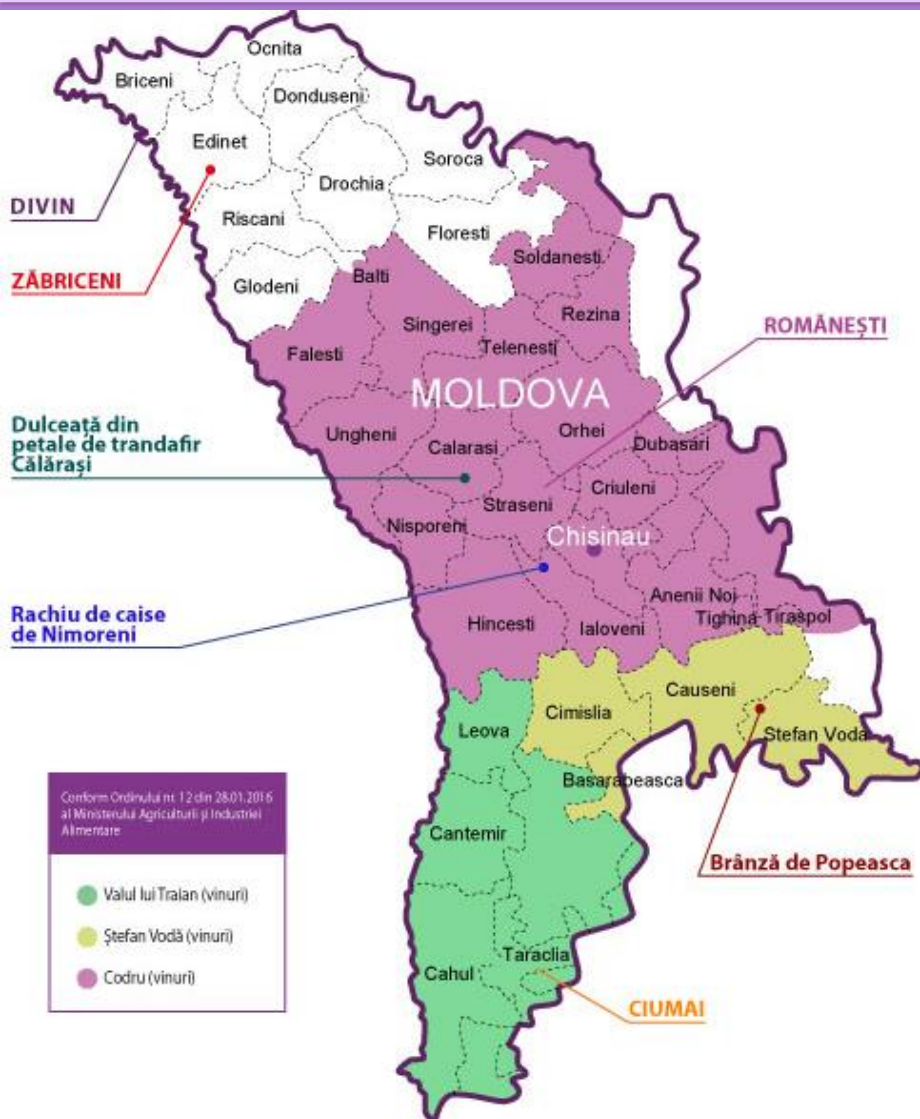 Ocnita
Briceni
Donduseni
Edinet
Soroca
DIVIN
Drochia
Riscani
Floresti
Soldanesti
ZĂBRICENI
Glodeni
Balti
Rezina
Singerei
ROMÂNEȘTI
Falesti
Telenesti
MOLDOVA
Dulceață din
petale de trandafir
Călărași
Ungheni
Orhei
Dubasari
Calarasi
Criuleni
Straseni
Nisporeni
Chisinau
Anenii Noi
Rachiu de caise
de Nimoreni
Hincesti
Ialoveni
Tighina
Tiraspol
Causeni
Cimislia
Leova
Stefan Voda
Basarabeasca
Conform Ordinului nr. 12 din 28.01.2016
al Ministerului Agriculturii și Industriei
Alimentare
Cantemir
Brânză de Popeasca
Valul lui Traian (vinuri)
Ștefan Vodă (vinuri)
Codru (vinuri)
Taraclia
Cahul
CIUMAI